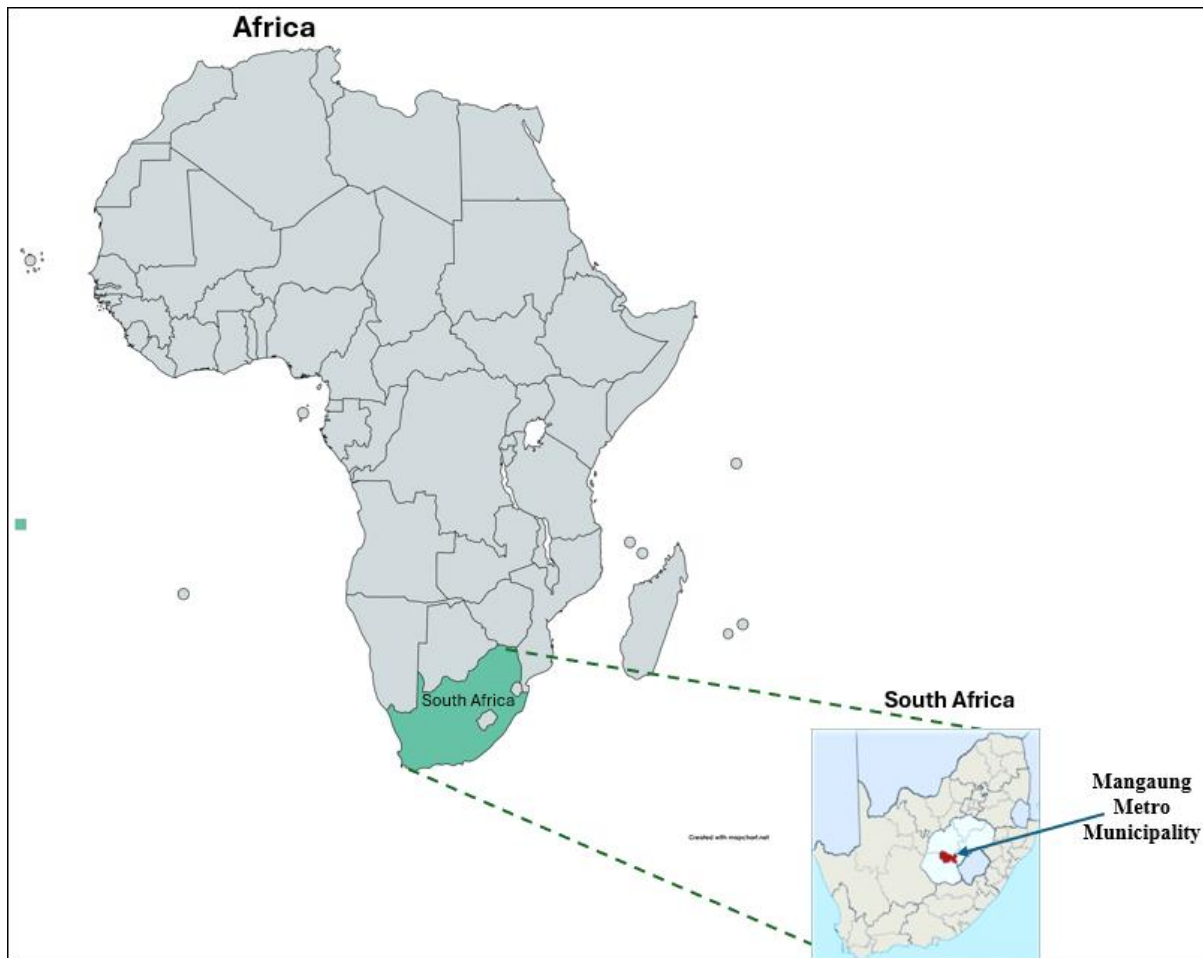 Africa
South Africa
South Africa
Mangaung
Metro
Municipality
Created with mapchart.net